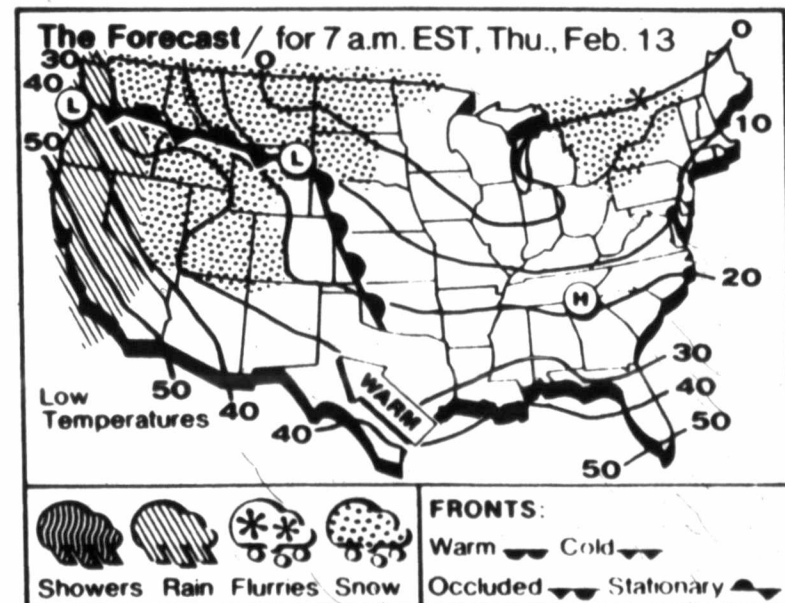 The Forecast / for 7 a.m. EST, Thu., Feb. 13
30
40
50
0
0
10
20
30
40
50
50
L
L
H
WARM
50
40
40
Low
Temperatures
Showers Rain Flurries Snow
FRONTS:
Warm Cold
Occluded Stationary